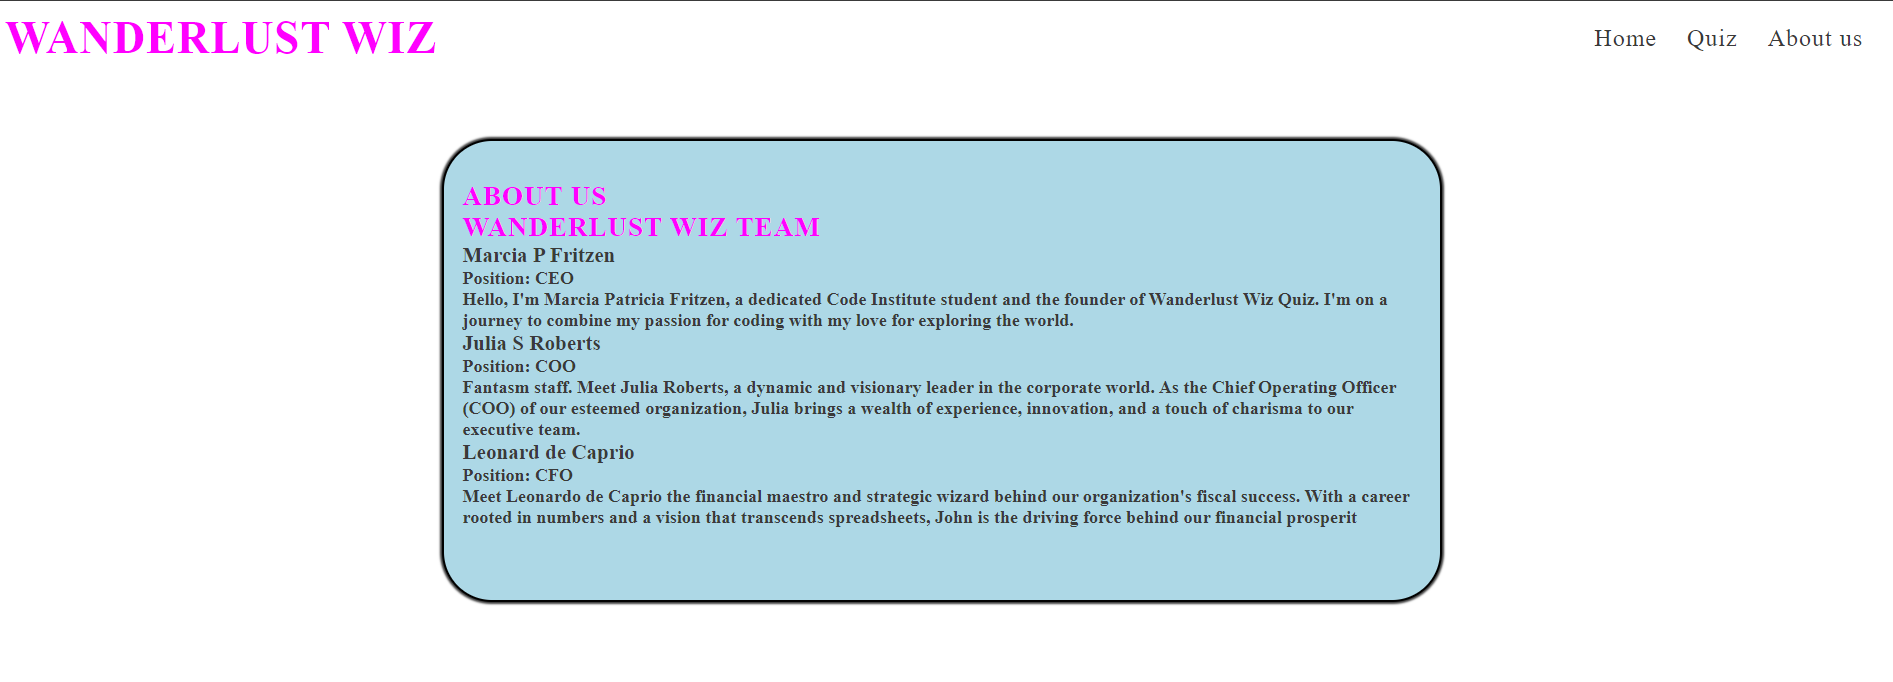 WANDERLUST WIZ
Home Quiz About us
ABOUT US
WANDERLUST WIZ TEAM
Marcia P Fritzen
Position: CEO
Hello, I'm Marcia Patricia Fritzen, a dedicated Code Institute student and the founder of Wanderlust Wiz Quiz. I'm on a
journey to combine my passion for coding with my love for exploring the world.
Julia S Roberts
Position: COO
Fantasm staff. Meet Julia Roberts, a dynamic and visionary leader in the corporate world. As the Chief Operating Officer
(COO) of our esteemed organization, Julia brings a wealth of experience, innovation, and a touch of charisma to our
executive team.
Leonard de Caprio
Position: CFO
Meet Leonardo de Caprio the financial maestro and strategic wizard behind our organization's fiscal success. With a career
rooted in numbers and a vision that transcends spreadsheets, John is the driving force behind our financial prosperit